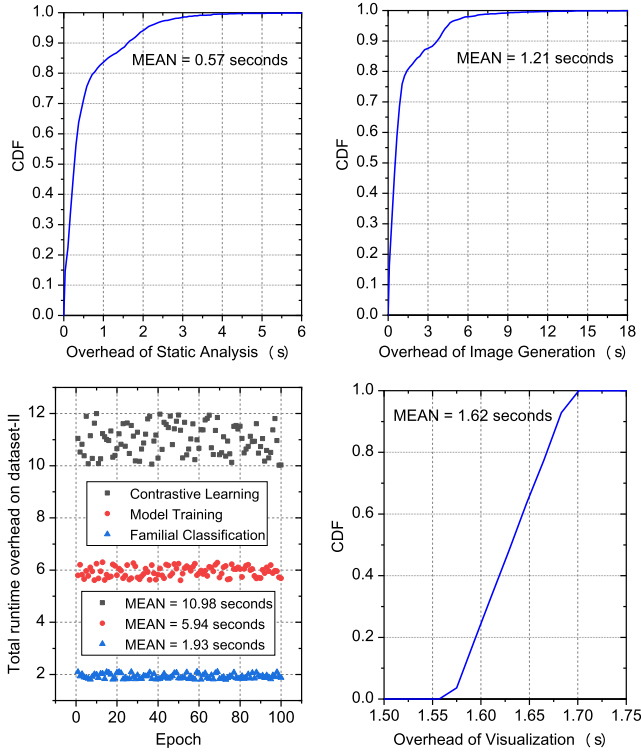 1.0
0.9
0.8
0.7
0.6
0.5
0.4
0.3
0.2
0.1
0.0
CDF
MEAN = 0.57 seconds
0 1 2 3 4 5 6
Overhead of Static Analysis (s)
1.0
0.9
0.8
0.7
0.6
0.5
0.4
0.3
0.2
0.1
0.0
CDF
MEAN = 1.21 seconds
0 3 6 9 12 15 18
Overhead of Image Generation (s)
Total runtime overhead on dataset-II
12
10
8
6
4
2
Contrastive Learning
Model Training
Familial Classification
MEAN = 10.98 seconds
MEAN = 5.94 seconds
MEAN = 1.93 seconds
0 20 40 60 80 100
Epoch
1.0
0.8
0.6
0.4
0.2
0.0
CDF
MEAN = 1.62 seconds
1.50 1.55 1.60 1.65 1.70 1.75
Overhead of Visualization (s)